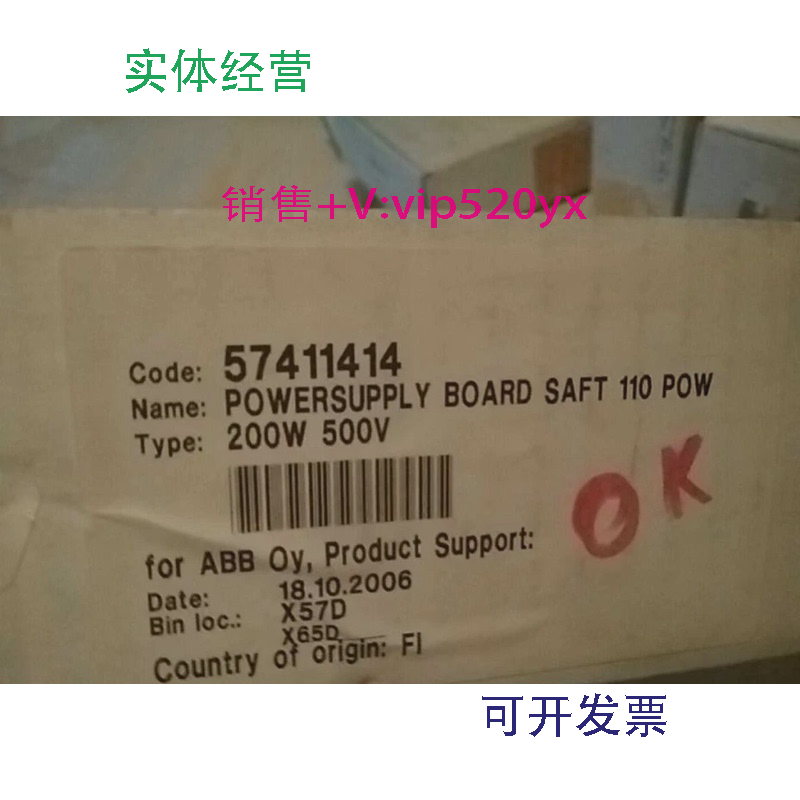 实体经营
销售+V:vip520yx
Code: 57411414
Name: POWERSUPPLY BOARD SAFT 110 POW
Type: 200W 500V
OK
for ABB Oy, Product Support:
Date: 18.10.2006
Bin loc.: X57D
X65D
Country of origin: FI
可开发票